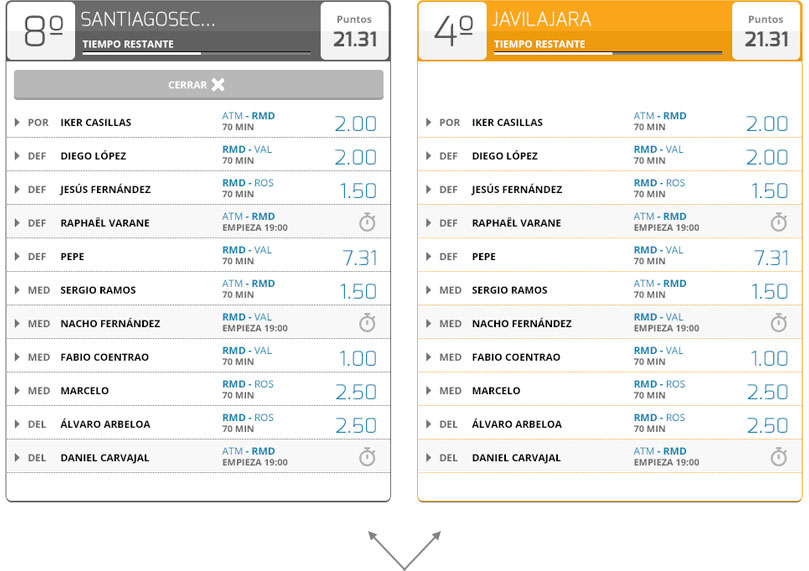 8º
SANTIAGOSEC...
TIEMPO RESTANTE
Puntos
21.31
CERRAR
POR IKER CASILLAS ATM - RMD 70 MIN 2.00
DEF DIEGO LÓPEZ RMD - VAL 70 MIN 2.00
DEF JESÚS FERNÁNDEZ RMD - ROS 70 MIN 1.50
DEF RAPHAËL VARANE ATM - RMD EMPIEZA 19:00
DEF PEPE RMD - VAL 70 MIN 7.31
MED SERGIO RAMOS ATM - RMD 70 MIN 1.50
MED NACHO FERNÁNDEZ RMD - VAL EMPIEZA 19:00
MED FABIO COENTRAO RMD - VAL 70 MIN 1.00
MED MARCELO RMD - ROS 70 MIN 2.50
DEL ÁLVARO ARBELOA RMD - ROS 70 MIN 2.50
DEL DANIEL CARVAJAL ATM - RMD EMPIEZA 19:00
4º
JAVILAJARA
TIEMPO RESTANTE
Puntos
21.31
POR IKER CASILLAS ATM - RMD 70 MIN 2.00
DEF DIEGO LÓPEZ RMD - VAL 70 MIN 2.00
DEF JESÚS FERNÁNDEZ RMD - ROS 70 MIN 1.50
DEF RAPHAËL VARANE ATM - RMD EMPIEZA 19:00
DEF PEPE RMD - VAL 70 MIN 7.31
MED SERGIO RAMOS ATM - RMD 70 MIN 1.50
MED NACHO FERNÁNDEZ RMD - VAL EMPIEZA 19:00
MED FABIO COENTRAO RMD - VAL 70 MIN 1.00
MED MARCELO RMD - ROS 70 MIN 2.50
DEL ÁLVARO ARBELOA RMD - ROS 70 MIN 2.50
DEL DANIEL CARVAJAL ATM - RMD EMPIEZA 19:00